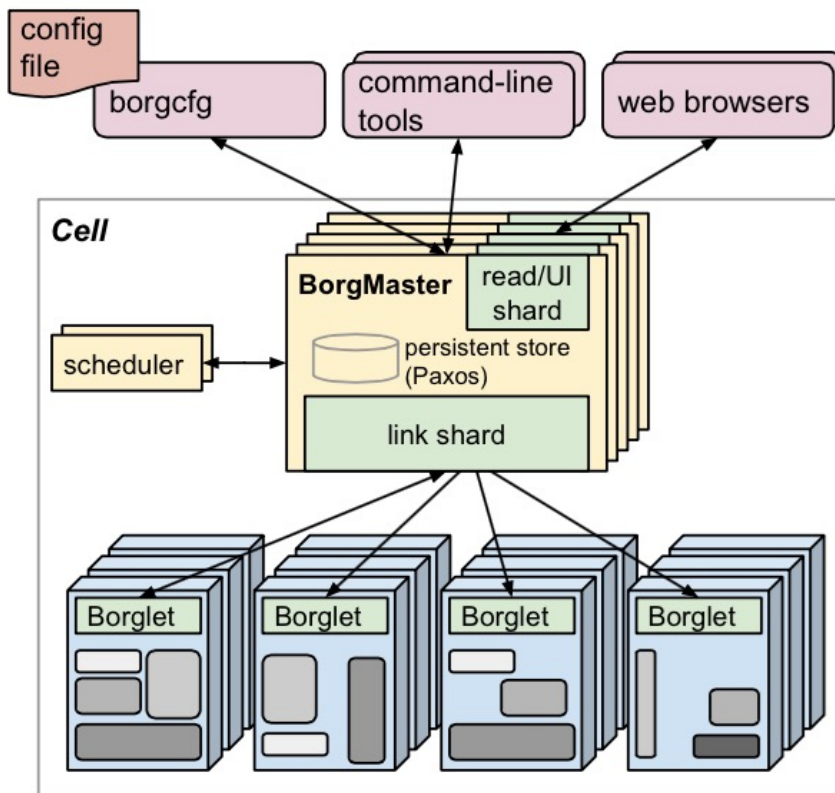 config
file
borgcfg
command-line
tools
web browsers
Cell
BorgMaster
read/UI
shard
scheduler
persistent store
(Paxos)
link shard
Borglet
Borglet
Borglet
Borglet